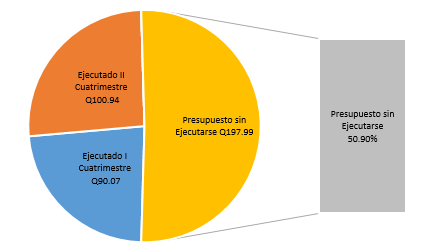 Ejecutado II
Cuatrimestre
Q100.94
Presupuesto sin
Ejecutarse Q197.99
Ejecutado I
Cuatrimestre
Q90.07
Presupuesto sin
Ejecutarse
50.90%